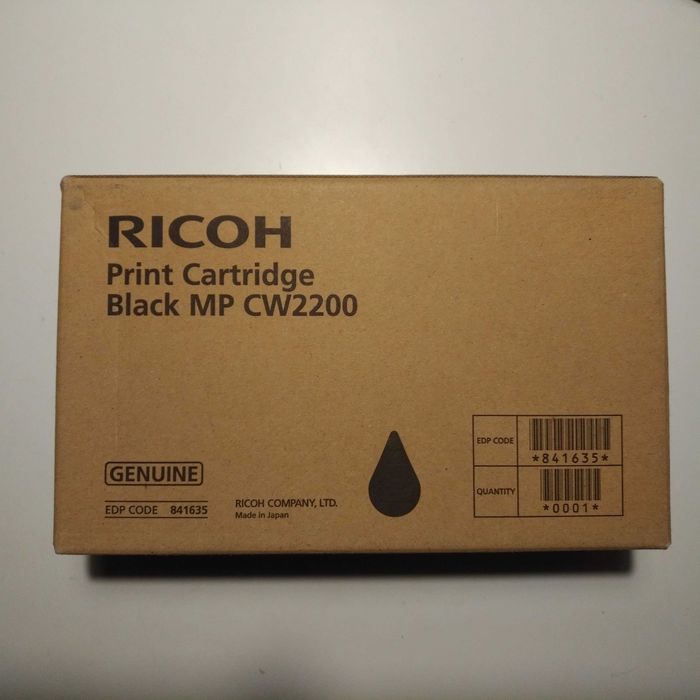 RICOH
Print Cartridge
Black MP CW2200
GENUINE
EDP CODE 841635
RICOH COMPANY, LTD.
Made in Japan
EDP CODE
*841635*
QUANTITY
*0001*